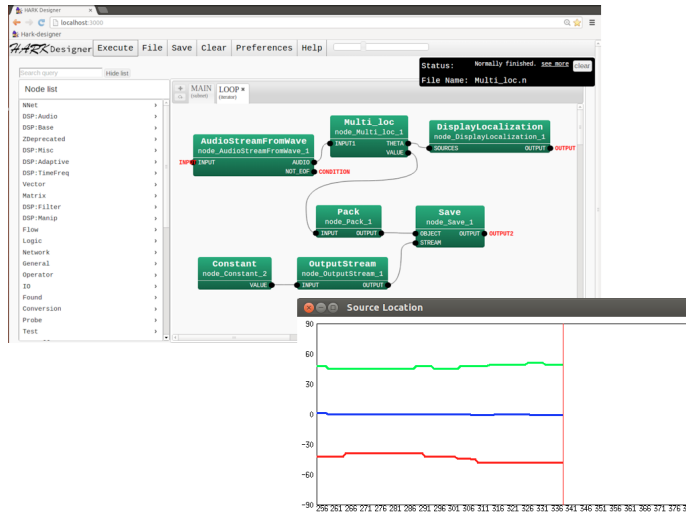 HARK Designer ×
localhost:3000
Hark-designer
HARK Designer Execute File Save Clear Preferences Help
Status: Normally finished. see more clear
File Name: Multi_loc.n
Search query Hide list
Node list
NNet
DSP:Audio
DSP:Base
ZDeprecated
DSP:Misc
DSP:Adaptive
DSP:TimeFreq
Vector
Matrix
DSP:Filter
DSP:Manip
Flow
Logic
Network
General
Operator
IO
Found
Conversion
Probe
Test
MAIN
(subnet)
LOOP ×
(iterator)
AudioStreamFromWave
node_AudioStreamFromWave_1
INPUT AUDIO
NOT_EOF CONDITION
Multi_loc
node_Multi_loc_1
INPUT1 THETA
VALUE
DisplayLocalization
node_DisplayLocalization_1
SOURCES OUTPUT OUTPUT
Pack
node_Pack_1
INPUT OUTPUT
Save
node_Save_1
OBJECT OUTPUT OUTPUT2
STREAM
Constant
node_Constant_2
VALUE
OutputStream
node_OutputStream_1
INPUT OUTPUT
Source Location
90
60
30
0
-30
-60
-90
256 261 266 271 276 281 286 291 296 301 306 311 316 321 326 331 336 341 346 351 356 361 366 371 376